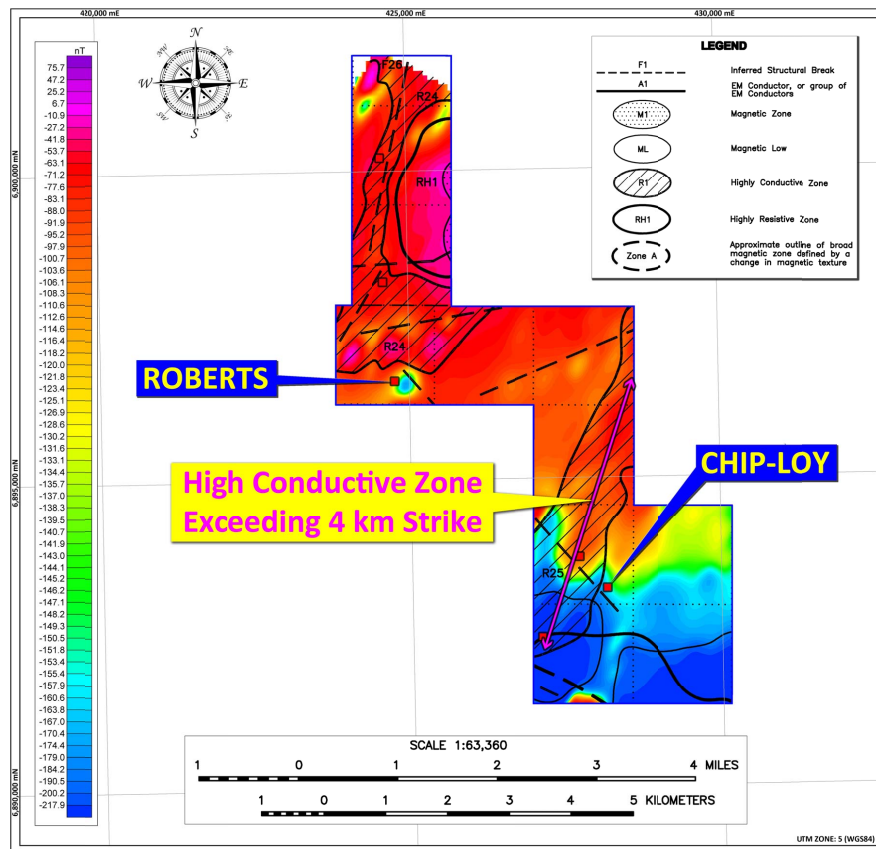 420,000 mE
425,000 mE
430,000 mE
6,900,000 mN
6,895,000 mN
6,890,000 mN
nT
75.7
47.2
25.2
6.7
-10.9
-27.2
-41.8
-53.7
-63.1
-71.2
-77.6
-83.1
-88.0
-91.9
-95.2
-97.9
-100.7
-103.6
-106.1
-108.3
-110.6
-112.6
-114.6
-116.4
-118.2
-120.0
-121.8
-123.4
-125.1
-126.9
-128.3
-129.9
-131.6
-133.1
-134.4
-135.7
-137.0
-138.3
-139.5
-140.7
-141.9
-143.0
-144.1
-145.2
-146.2
-147.1
-148.1
-149.3
-150.5
-151.8
-153.4
-155.4
-157.7
-160.6
-163.8
-167.0
-170.4
-174.4
-179.0
-184.2
-190.5
-200.2
-217.9
N
NW
NE
W
E
SW
SE
S
LEGEND
F1
Inferred Structural Break
A1
EM Conductor, or group of
EM Conductors
M1
Magnetic Zone
ML
Magnetic Low
R1
Highly Conductive Zone
RH1
Highly Resistive Zone
Zone A
Approximate outline of broad
magnetic zone defined by a
change in magnetic texture
F26
R24
RH1
R24
ROBERTS
High Conductive Zone
Exceeding 4 km Strike
CHIP-LOY
R25
SCALE 1:63,360
1 0 1 2 3 4 MILES
1 0 1 2 3 4 5 KILOMETERS
UTM ZONE: 5 (WGS84)